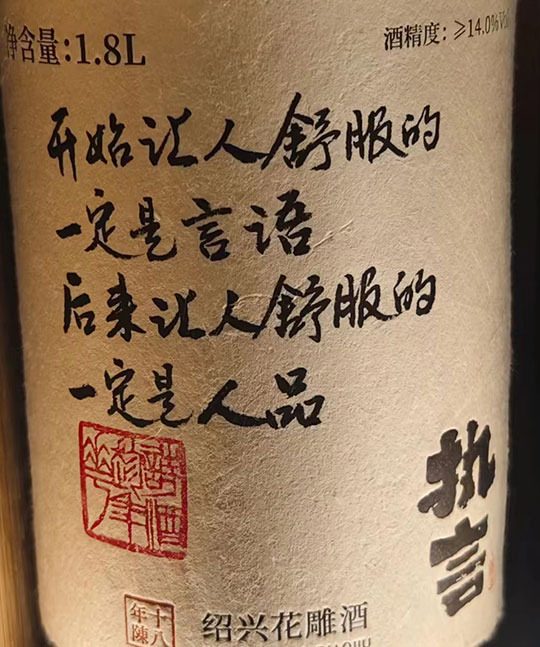 净含量:1.8L
酒精度:≥14.0%Vol
开始让人舒服的
一定是言语
后来让人舒服的
一定是人品
执言
十八年陳
绍兴花雕酒